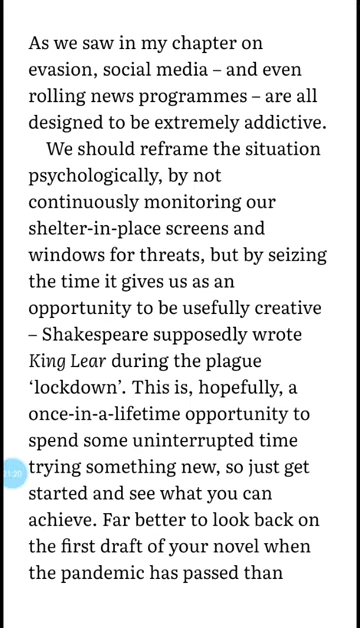 As we saw in my chapter on
evasion, social media – and even
rolling news programmes – are all
designed to be extremely addictive.
We should reframe the situation
psychologically, by not
continuously monitoring our
shelter-in-place screens and
windows for threats, but by seizing
the time it gives us as an
opportunity to be usefully creative
– Shakespeare supposedly wrote
King Lear during the plague
‘lockdown’. This is, hopefully, a
once-in-a-lifetime opportunity to
spend some uninterrupted time
trying something new, so just get
started and see what you can
achieve. Far better to look back on
the first draft of your novel when
the pandemic has passed than